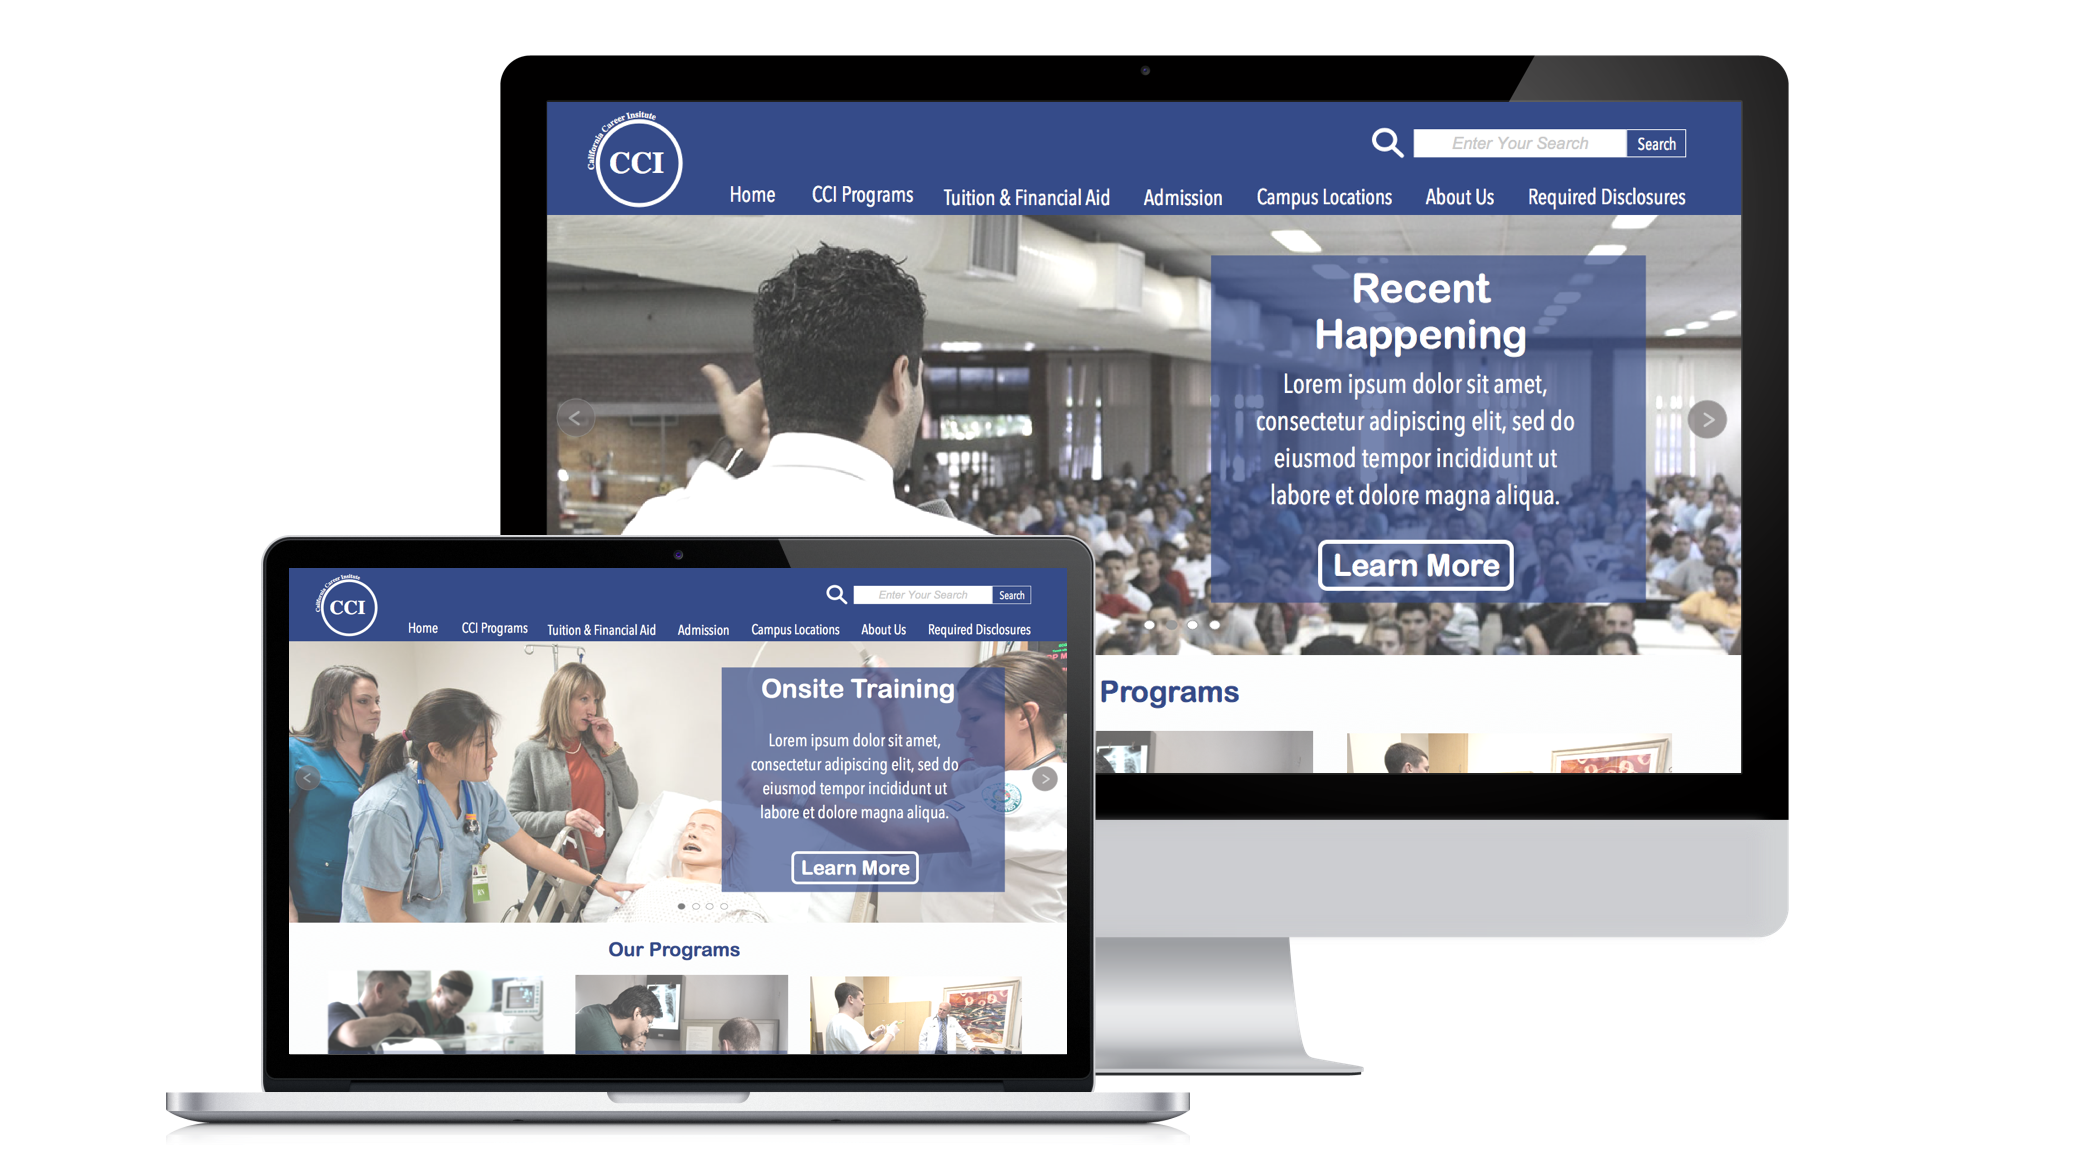 California Career Insitute
CCI
Enter Your Search
Search
Home
CCI Programs
Tuition & Financial Aid
Admission
Campus Locations
About Us
Required Disclosures
Recent
Happening
Lorem ipsum dolor sit amet,
consectetur adipiscing elit, sed do
eiusmod tempor incididunt ut
labore et dolore magna aliqua.
Learn More
<
>
Programs
California Career Insitute
CCI
Enter Your Search
Search
Home
CCI Programs
Tuition & Financial Aid
Admission
Campus Locations
About Us
Required Disclosures
Onsite Training
Lorem ipsum dolor sit amet,
consectetur adipiscing elit, sed do
eiusmod tempor incididunt ut
labore et dolore magna aliqua.
Learn More
<
>
RN
Our Programs